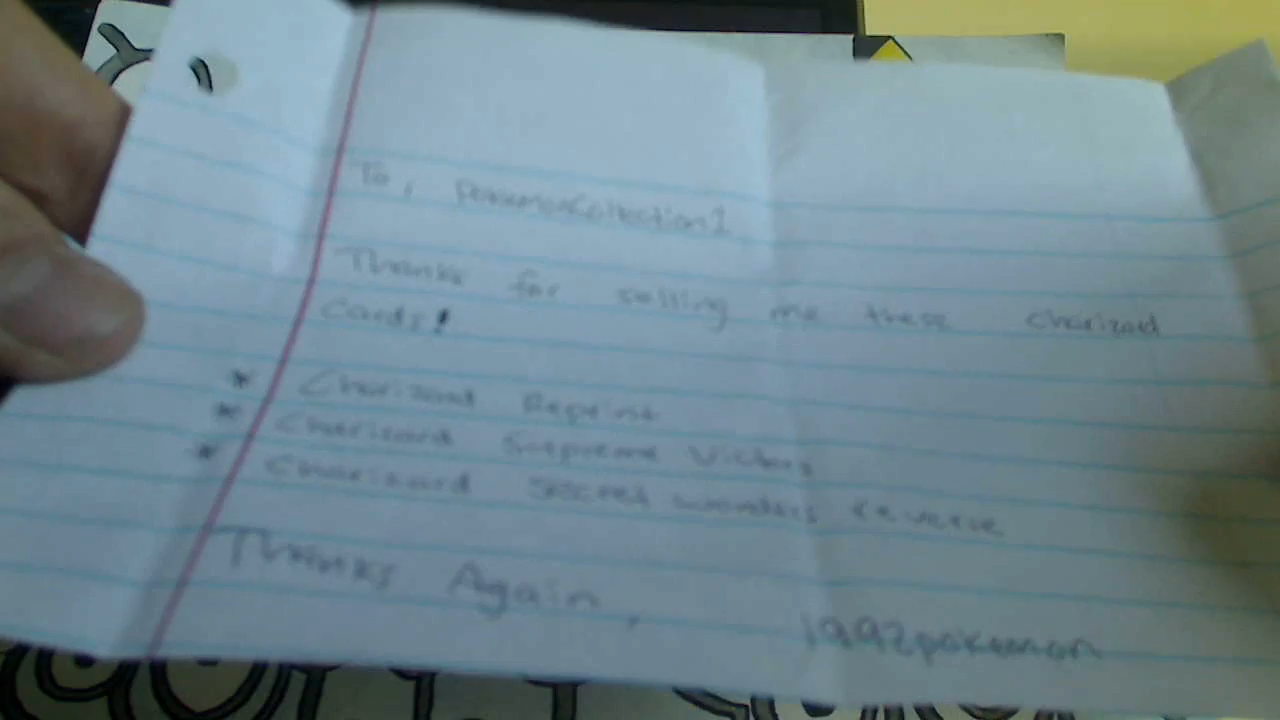 To, PokemonCollection1
Thanks for selling me these Charizad
Cards!
* Charizard Reprint
* Charizard Supreme Victors
* Charizard Secret wonders reverse
Thanks Again,
1992pokemon